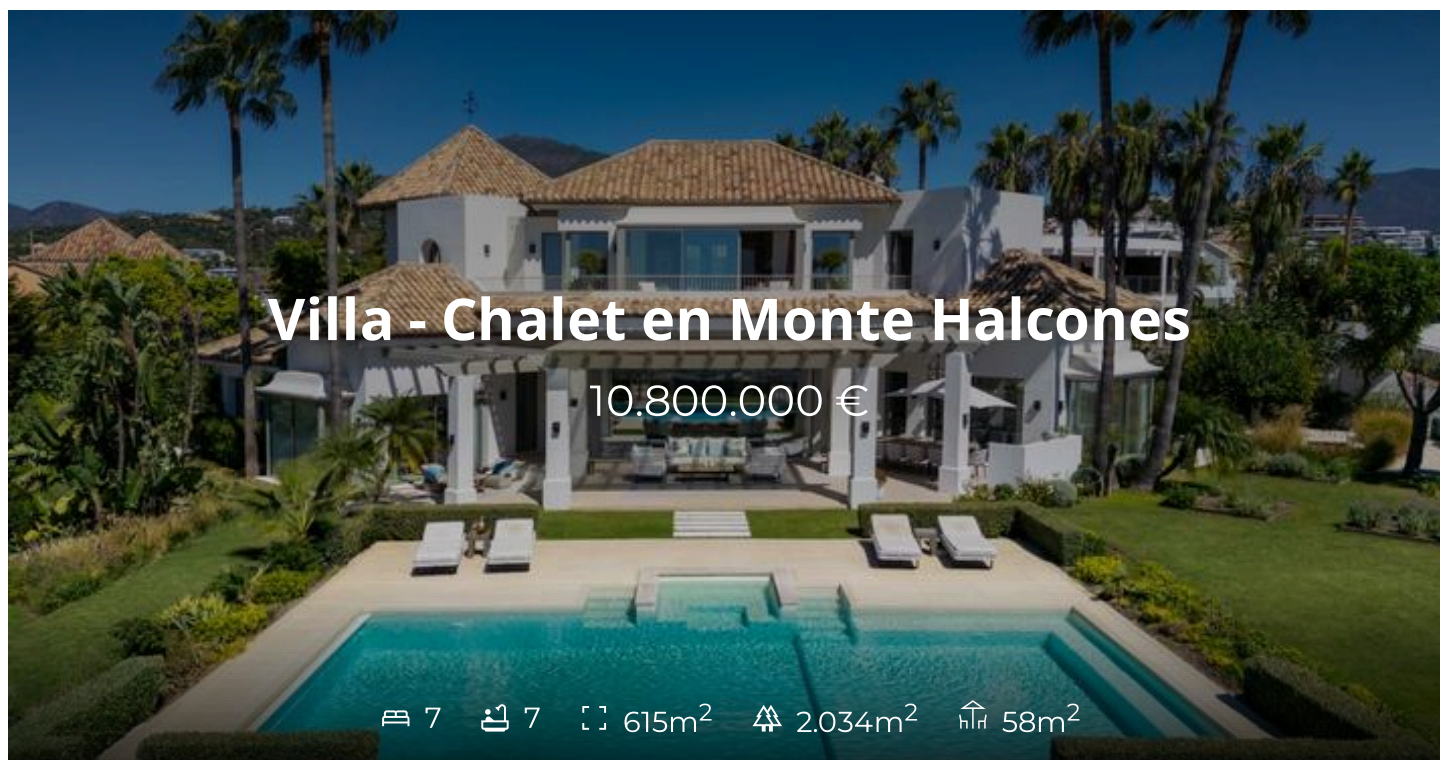 Villa - Chalet en Monte Halcones
10.800.000 €
7 7 615m² 2.034m² 58m²